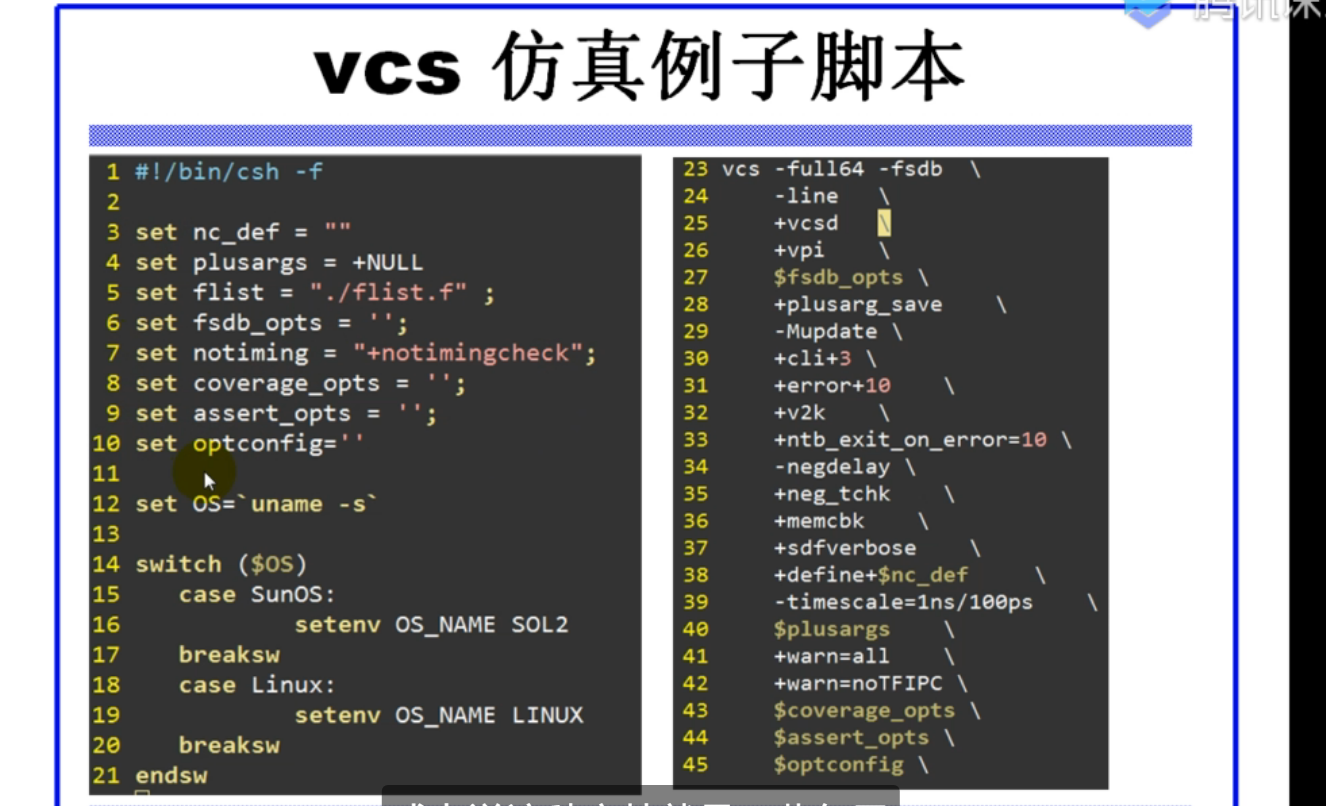 vcs 仿真例子脚本
1 #!/bin/csh -f
2
3 set nc_def = ""
4 set plusargs = +NULL
5 set flist = "./flist.f" ;
6 set fsdb_opts = '';
7 set notiming = "+notimingcheck";
8 set coverage_opts = '';
9 set assert_opts = '';
10 set optconfig=''
11
12 set OS=`uname -s`
13
14 switch ($OS)
15 case SunOS:
16 setenv OS_NAME SOL2
17 breaksw
18 case Linux:
19 setenv OS_NAME LINUX
20 breaksw
21 endsw
23 vcs -full64 -fsdb \
24 -line \
25 +vcsd \
26 +vpi \
27 $fsdb_opts \
28 +plusarg_save \
29 -Mupdate \
30 +cli+3 \
31 +error+10 \
32 +v2k \
33 +ntb_exit_on_error=10 \
34 -negdelay \
35 +neg_tchk \
36 +memcbk \
37 +sdfverbose \
38 +define+$nc_def \
39 -timescale=1ns/100ps \
40 $plusargs \
41 +warn=all \
42 +warn=noTFIPC \
43 $coverage_opts \
44 $assert_opts \
45 $optconfig \